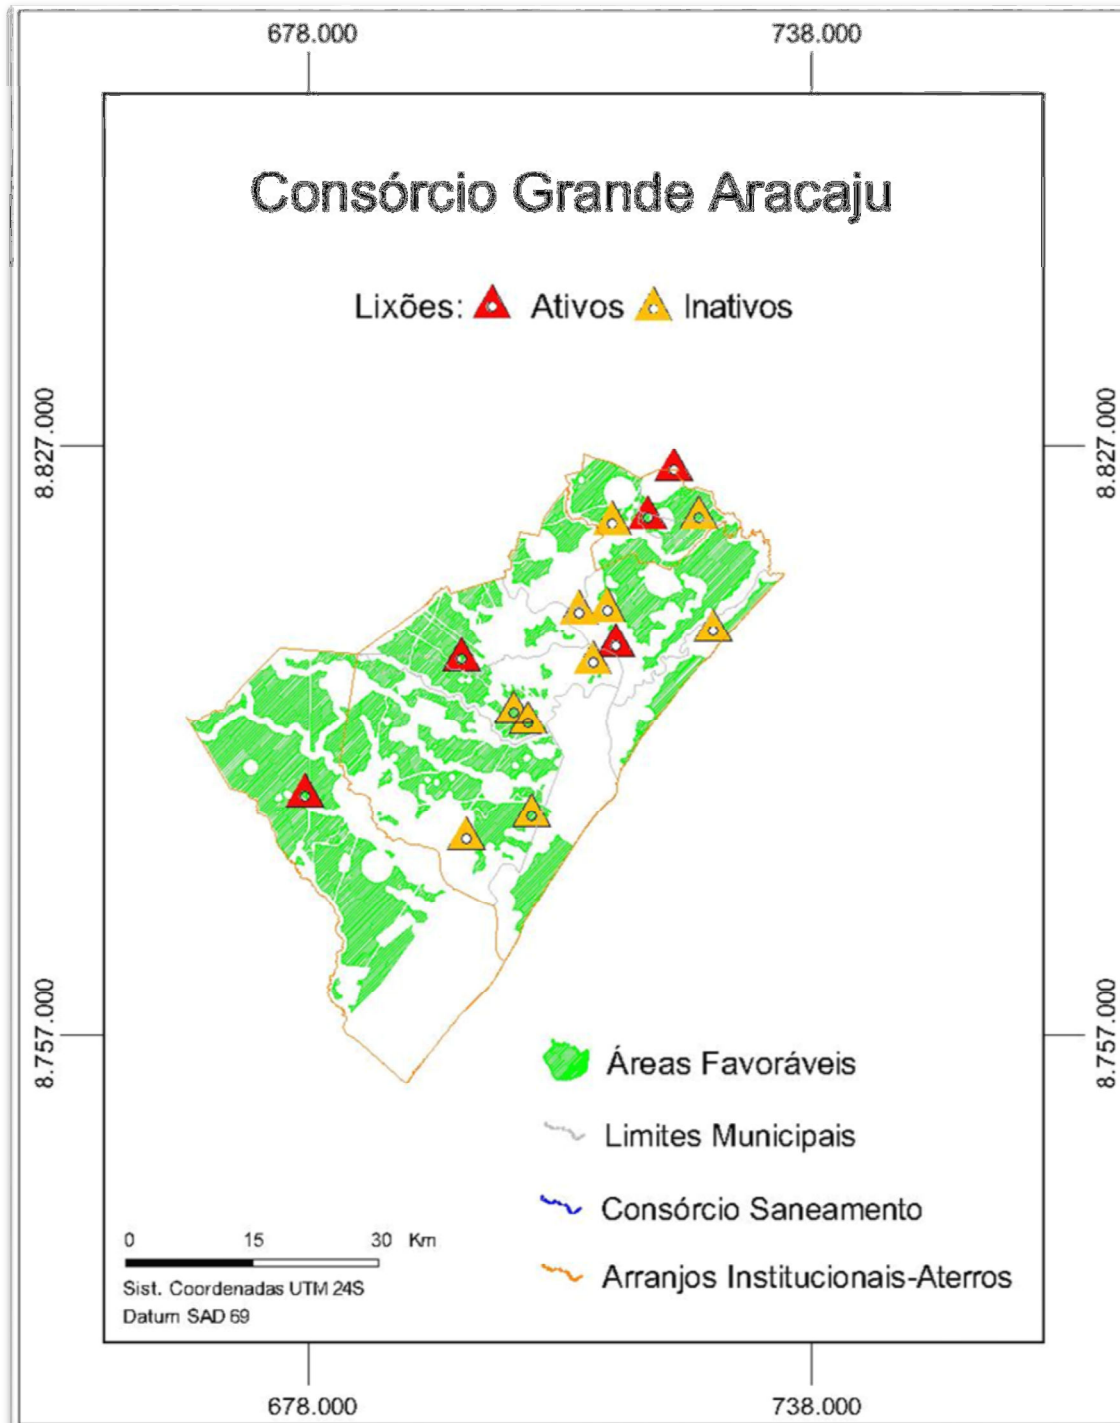 678.000 738.000
Consórcio Grande Aracaju
Lixões: Ativos Inativos
8.827.000 8.827.000
8.757.000 8.757.000
Áreas Favoráveis
Limites Municipais
Consórcio Saneamento
Arranjos Institucionais-Aterros
0 15 30 Km
Sist. Coordenadas UTM 24S
Datum SAD 69
678.000 738.000